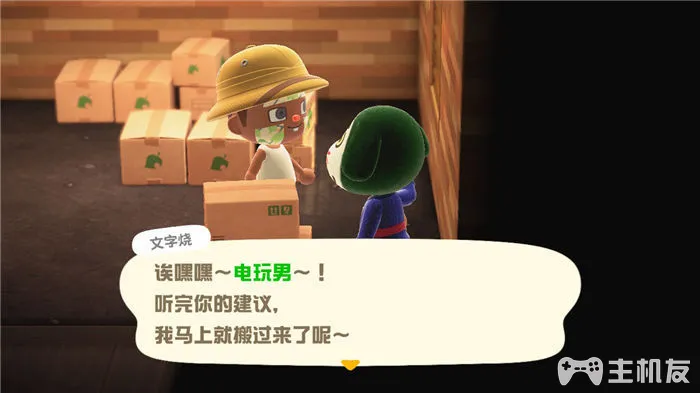 文字烧
诶嘿嘿～电玩男～！
听完你的建议，
我马上就搬过来了呢～
主机友